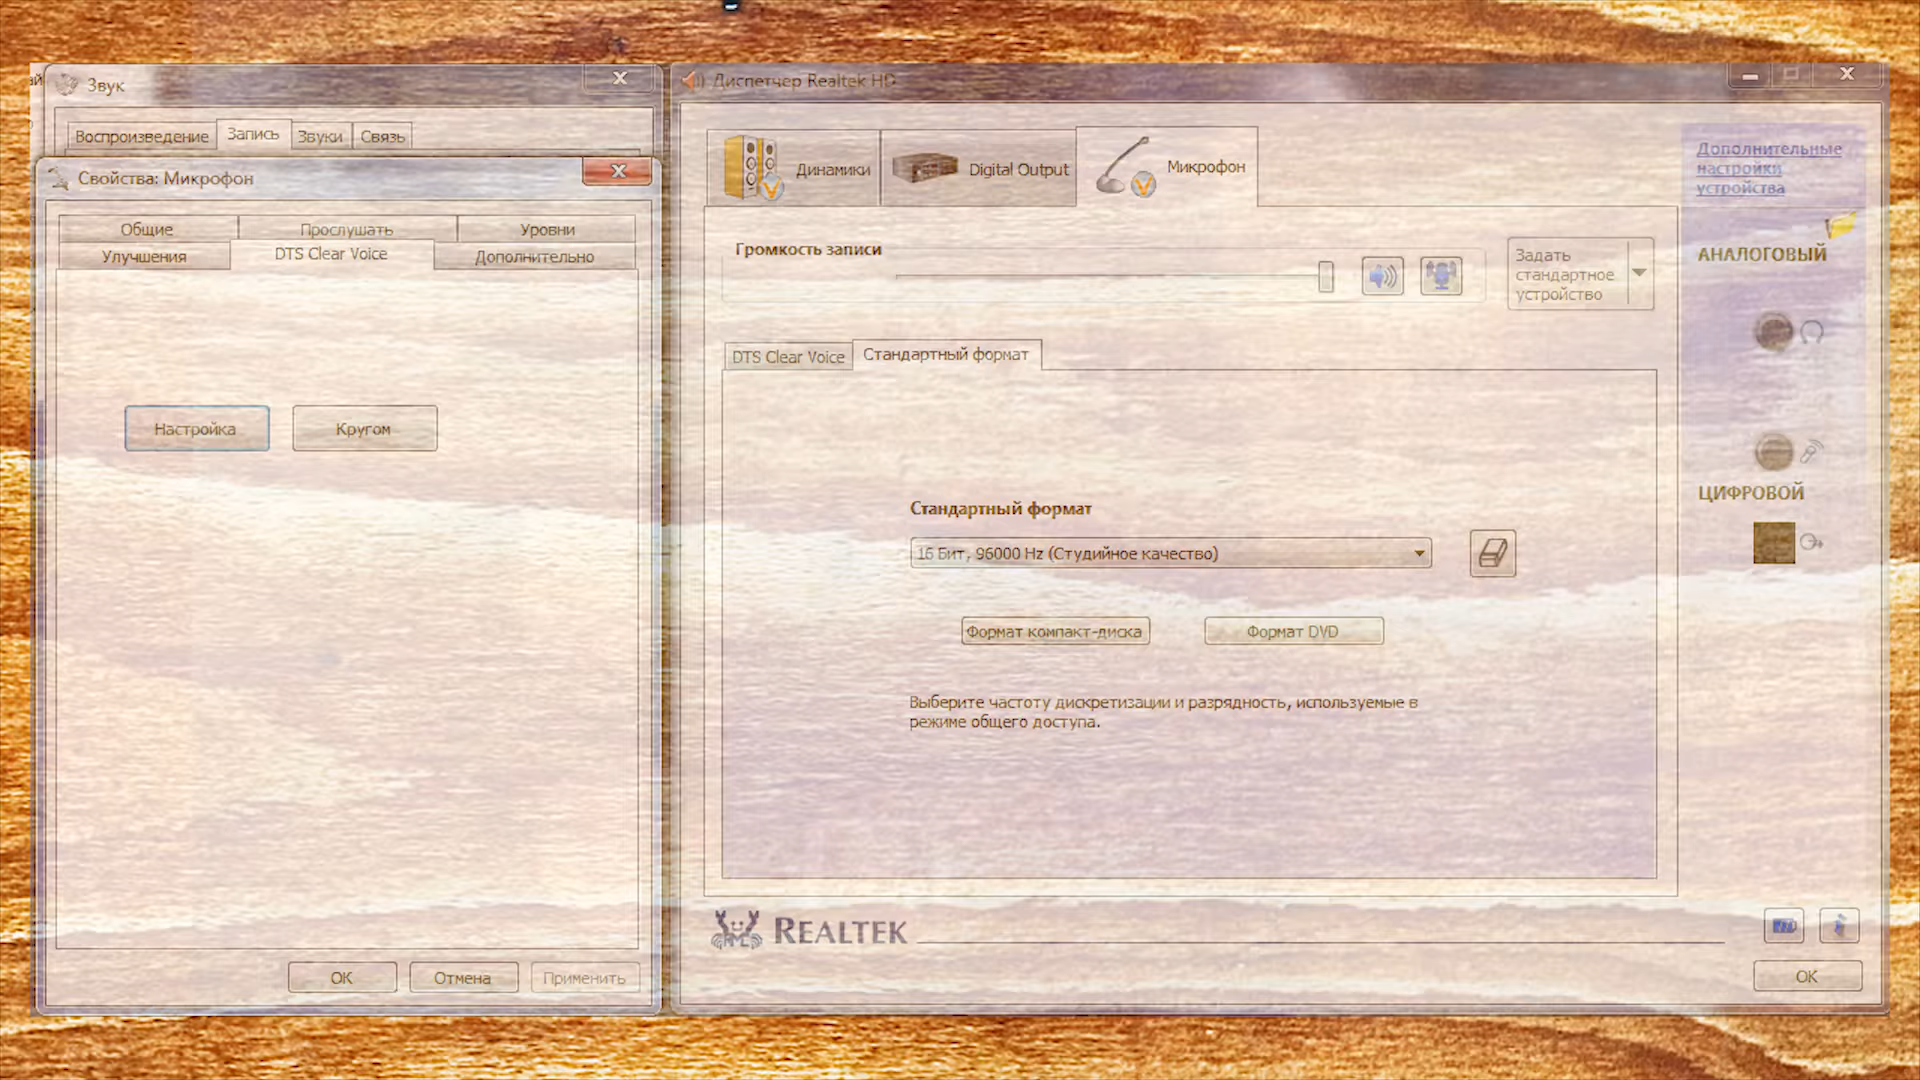 Звук
Воспроизведение
Запись
Звуки
Связь
Свойства: Микрофон
Общие
Прослушать
Уровни
Улучшения
DTS Clear Voice
Дополнительно
Настройка
Кругом
OK
Отмена
Применить
Диспетчер Realtek HD
Динамики
Digital Output
Микрофон
Громкость записи
Задать
стандартное
устройство
DTS Clear Voice
Стандартный формат
Стандартный формат
16 Бит, 96000 Hz (Студийное качество)
Формат компакт-диска
Формат DVD
Выберите частоту дискретизации и разрядность, используемые в
режиме общего доступа.
Дополнительные
настройки
устройства
АНАЛОГОВЫЙ
ЦИФРОВОЙ
REALTEK
OK